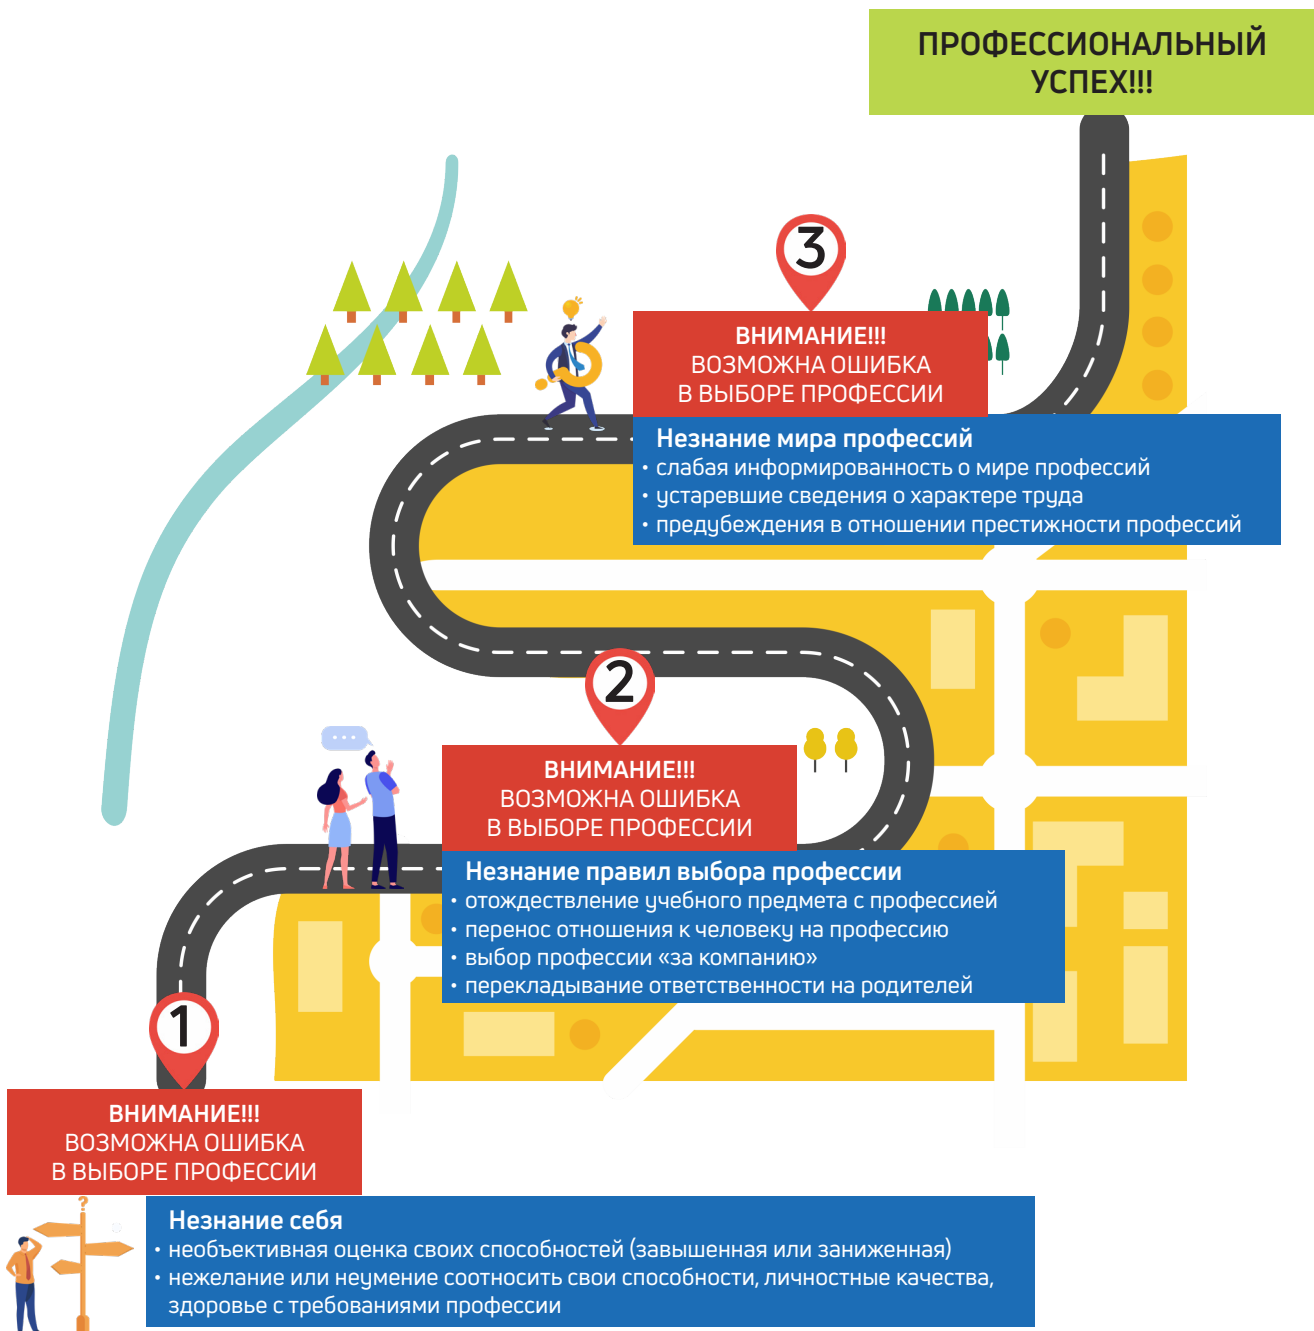 ПРОФЕССИОНАЛЬНЫЙ
УСПЕХ!!!
3
ВНИМАНИЕ!!!
ВОЗМОЖНА ОШИБКА
В ВЫБОРЕ ПРОФЕССИИ
Незнание мира профессий
• слабая информированность о мире профессий
• устаревшие сведения о характере труда
• предубеждения в отношении престижности профессий
2
ВНИМАНИЕ!!!
ВОЗМОЖНА ОШИБКА
В ВЫБОРЕ ПРОФЕССИИ
Незнание правил выбора профессии
• отождествление учебного предмета с профессией
• перенос отношения к человеку на профессию
• выбор профессии «за компанию»
• перекладывание ответственности на родителей
1
ВНИМАНИЕ!!!
ВОЗМОЖНА ОШИБКА
В ВЫБОРЕ ПРОФЕССИИ
?
Незнание себя
• необъективная оценка своих способностей (завышенная или заниженная)
• нежелание или неумение соотносить свои способности, личностные качества,
здоровье с требованиями профессии